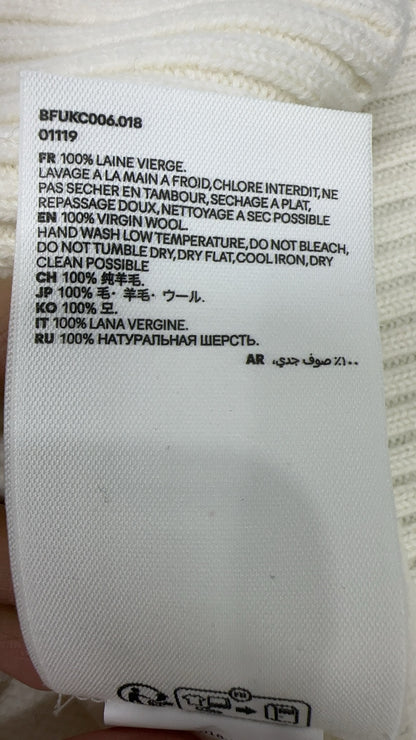 BFUKC006.018
01119
FR 100% LAINE VIERGE.
LAVAGE A LA MAIN A FROID,CHLORE INTERDIT,NE
PAS SECHER EN TAMBOUR,SECHAGE A PLAT,
REPASSAGE DOUX,NETTOYAGE A SEC POSSIBLE
EN 100% VIRGIN WOOL.
HAND WASH LOW TEMPERATURE,DO NOT BLEACH,
DO NOT TUMBLE DRY,DRY FLAT,COOL IRON,DRY
CLEAN POSSIBLE
CH 100% 纯羊毛.
JP 100% 毛・羊毛・ウール.
KO 100% 모.
IT 100% LANA VERGINE.
RU 100% НАТУРАЛЬНАЯ ШЕРСТЬ.
AR ١٠٠٪ صوف جدي،
FR